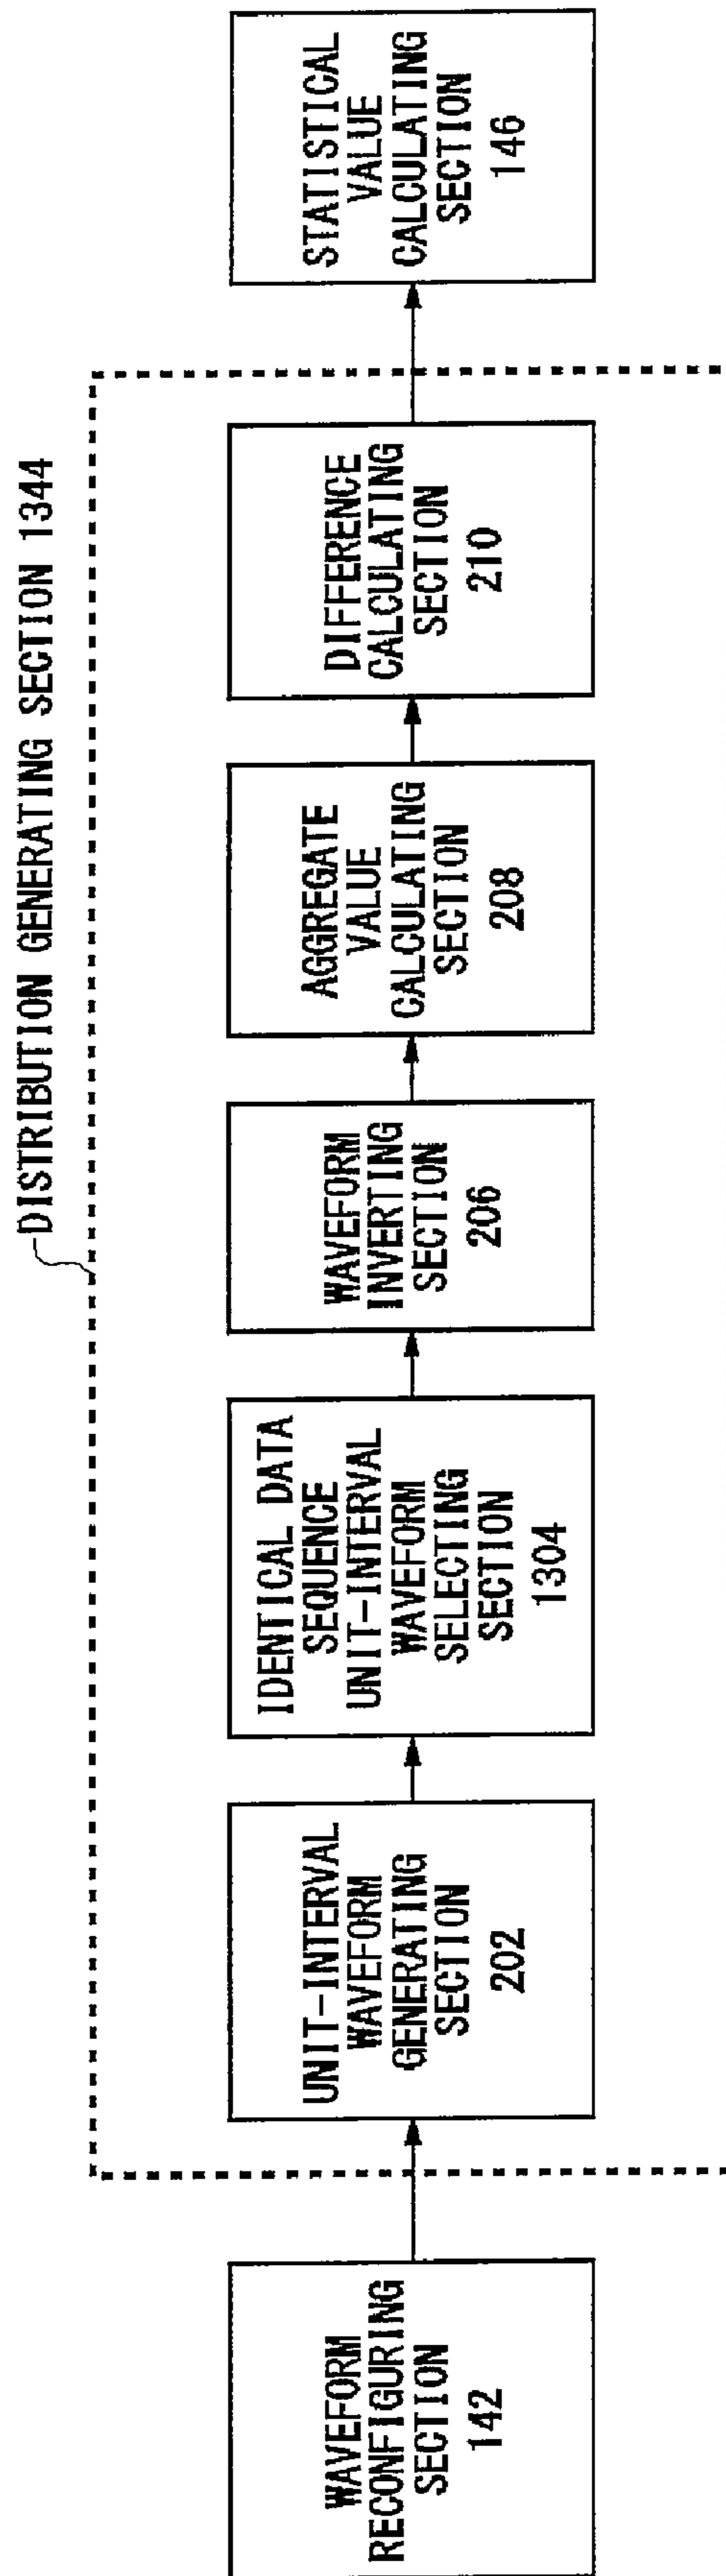 DISTRIBUTION GENERATING SECTION 1344
WAVEFORM
RECONFIGURING
SECTION
142
UNIT-INTERVAL
WAVEFORM
GENERATING
SECTION
202
IDENTICAL DATA
SEQUENCE
UNIT-INTERVAL
WAVEFORM
SELECTING
SECTION
1304
WAVEFORM
INVERTING
SECTION
206
AGGREGATE
VALUE
CALCULATING
SECTION
208
DIFFERENCE
CALCULATING
SECTION
210
STATISTICAL
VALUE
CALCULATING
SECTION
146